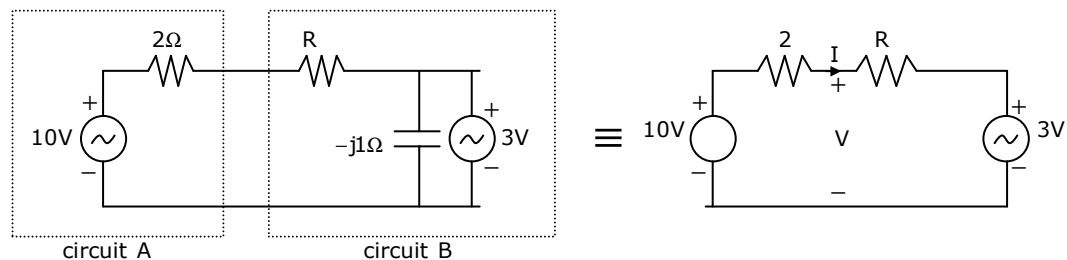 2Ω
R
10V
+
−
−j1Ω
+
−
3V
circuit A
circuit B
≡
2
I
R
+
+
−
10V
V
−
+
−
3V